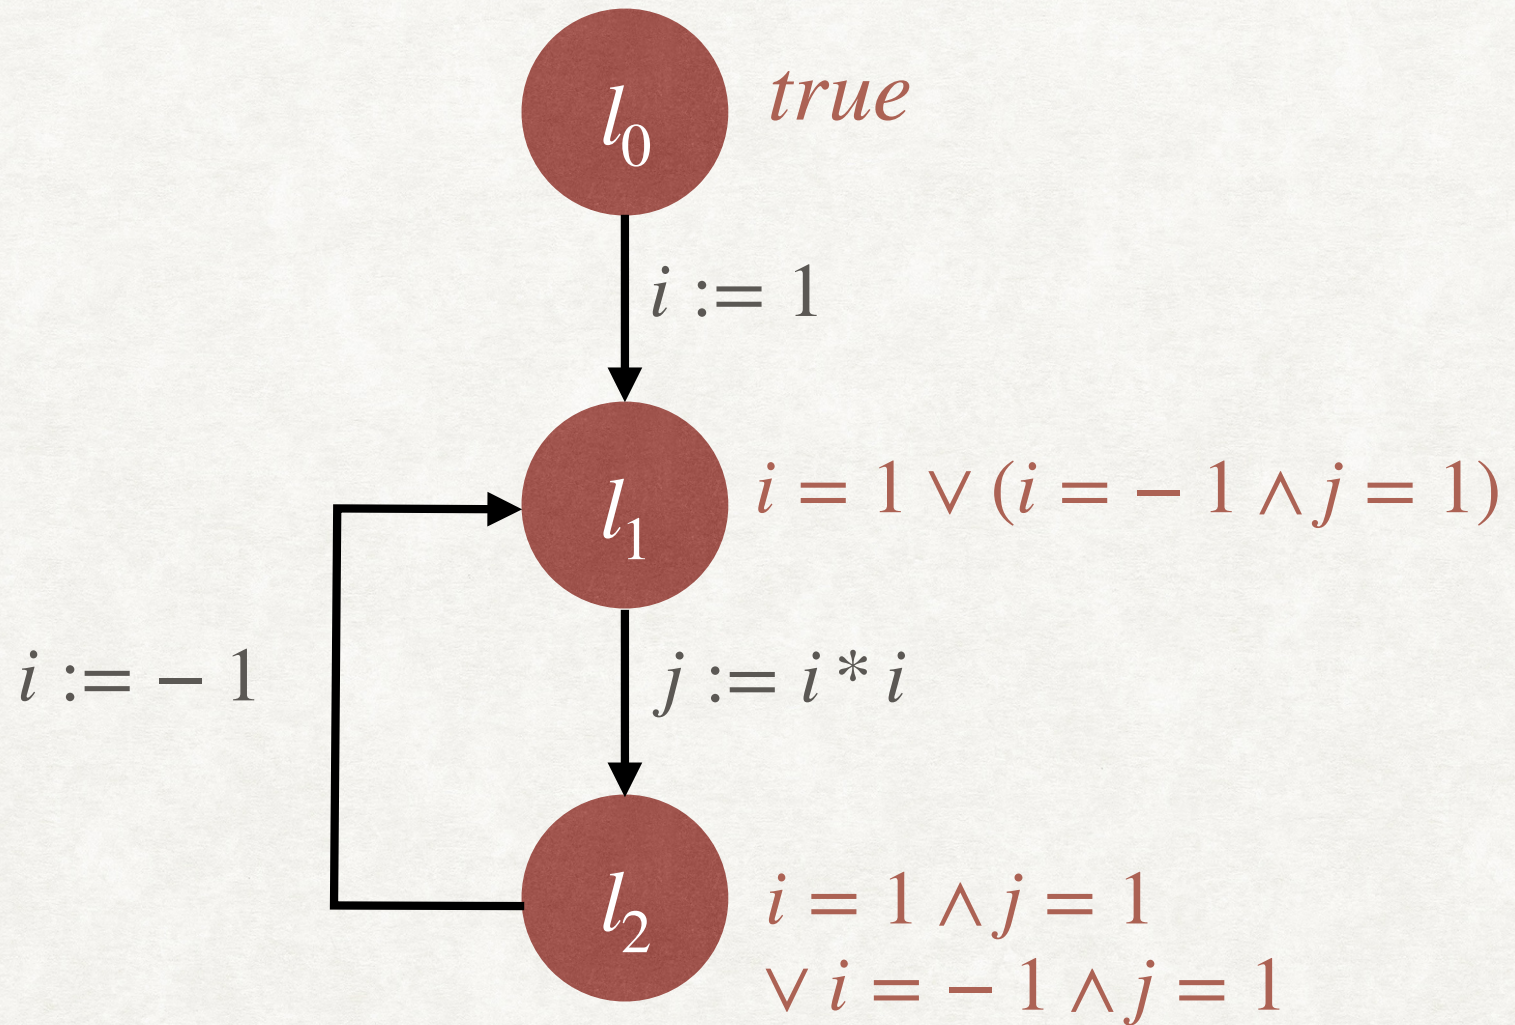 l₀ true
i := 1
l₁ i = 1 ∨ (i = − 1 ∧ j = 1)
i := − 1 j := i * i
l₂ i = 1 ∧ j = 1
∨ i = − 1 ∧ j = 1